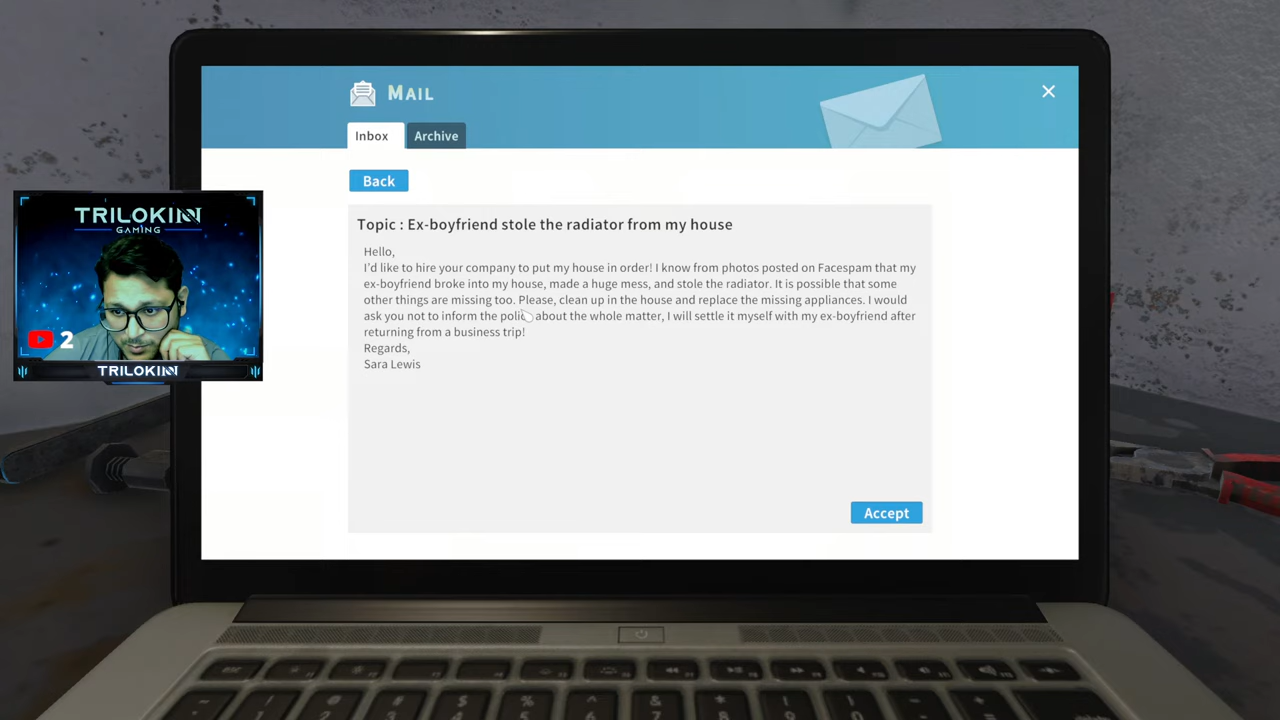 MAIL
Inbox
Archive
Back
Topic : Ex-boyfriend stole the radiator from my house
Hello,
I'd like to hire your company to put my house in order! I know from photos posted on Facespam that my
ex-boyfriend broke into my house, made a huge mess, and stole the radiator. It is possible that some
other things are missing too. Please, clean up in the house and replace the missing appliances. I would
ask you not to inform the police about the whole matter, I will settle it myself with my ex-boyfriend after
returning from a business trip!
Regards,
Sara Lewis
Accept
TRILOKINN
GAMING
2
TRILOKINN